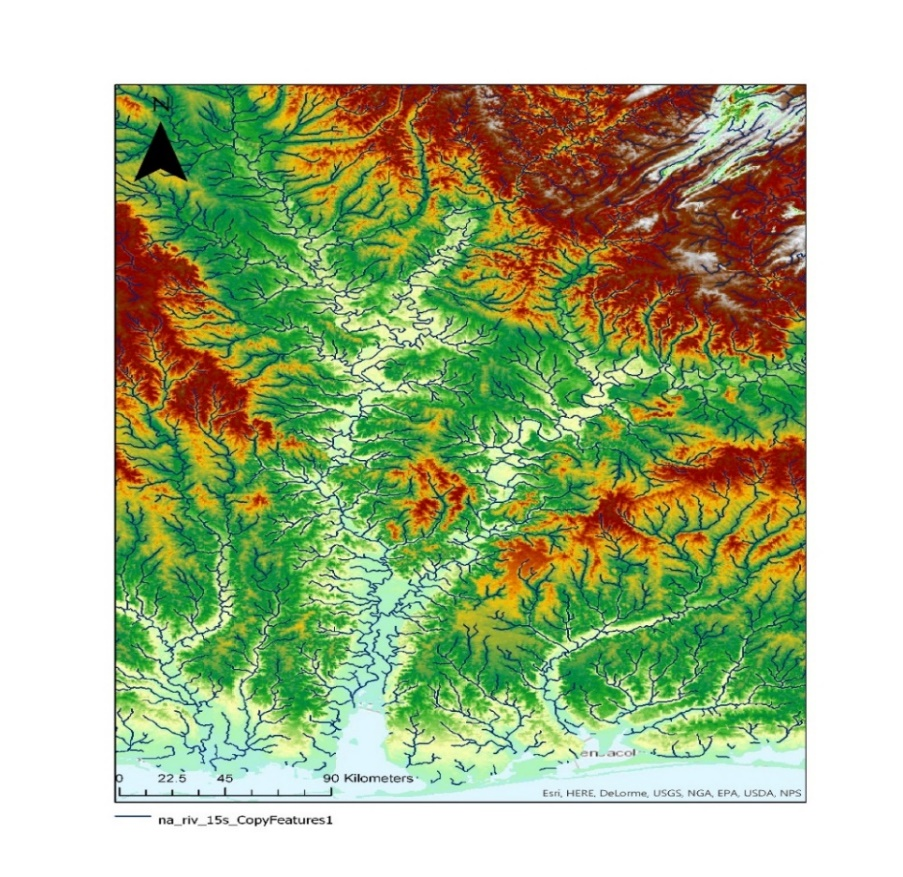 N
0 22.5 45 90 Kilometers
Esri, HERE, DeLorme, USGS, NGA, EPA, USDA, NPS
na_riv_15s_CopyFeatures1